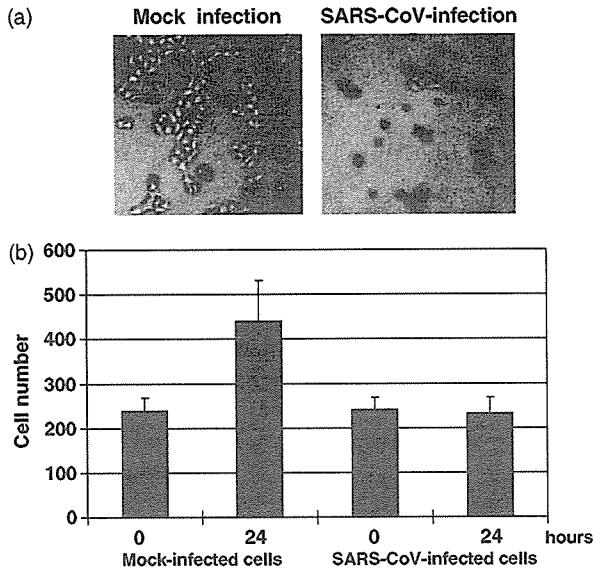 (a)
Mock infection
SARS-CoV-infection
(b)
600
500
400
300
200
100
0
Cell number
0
24
0
24
hours
Mock-infected cells
SARS-CoV-infected cells